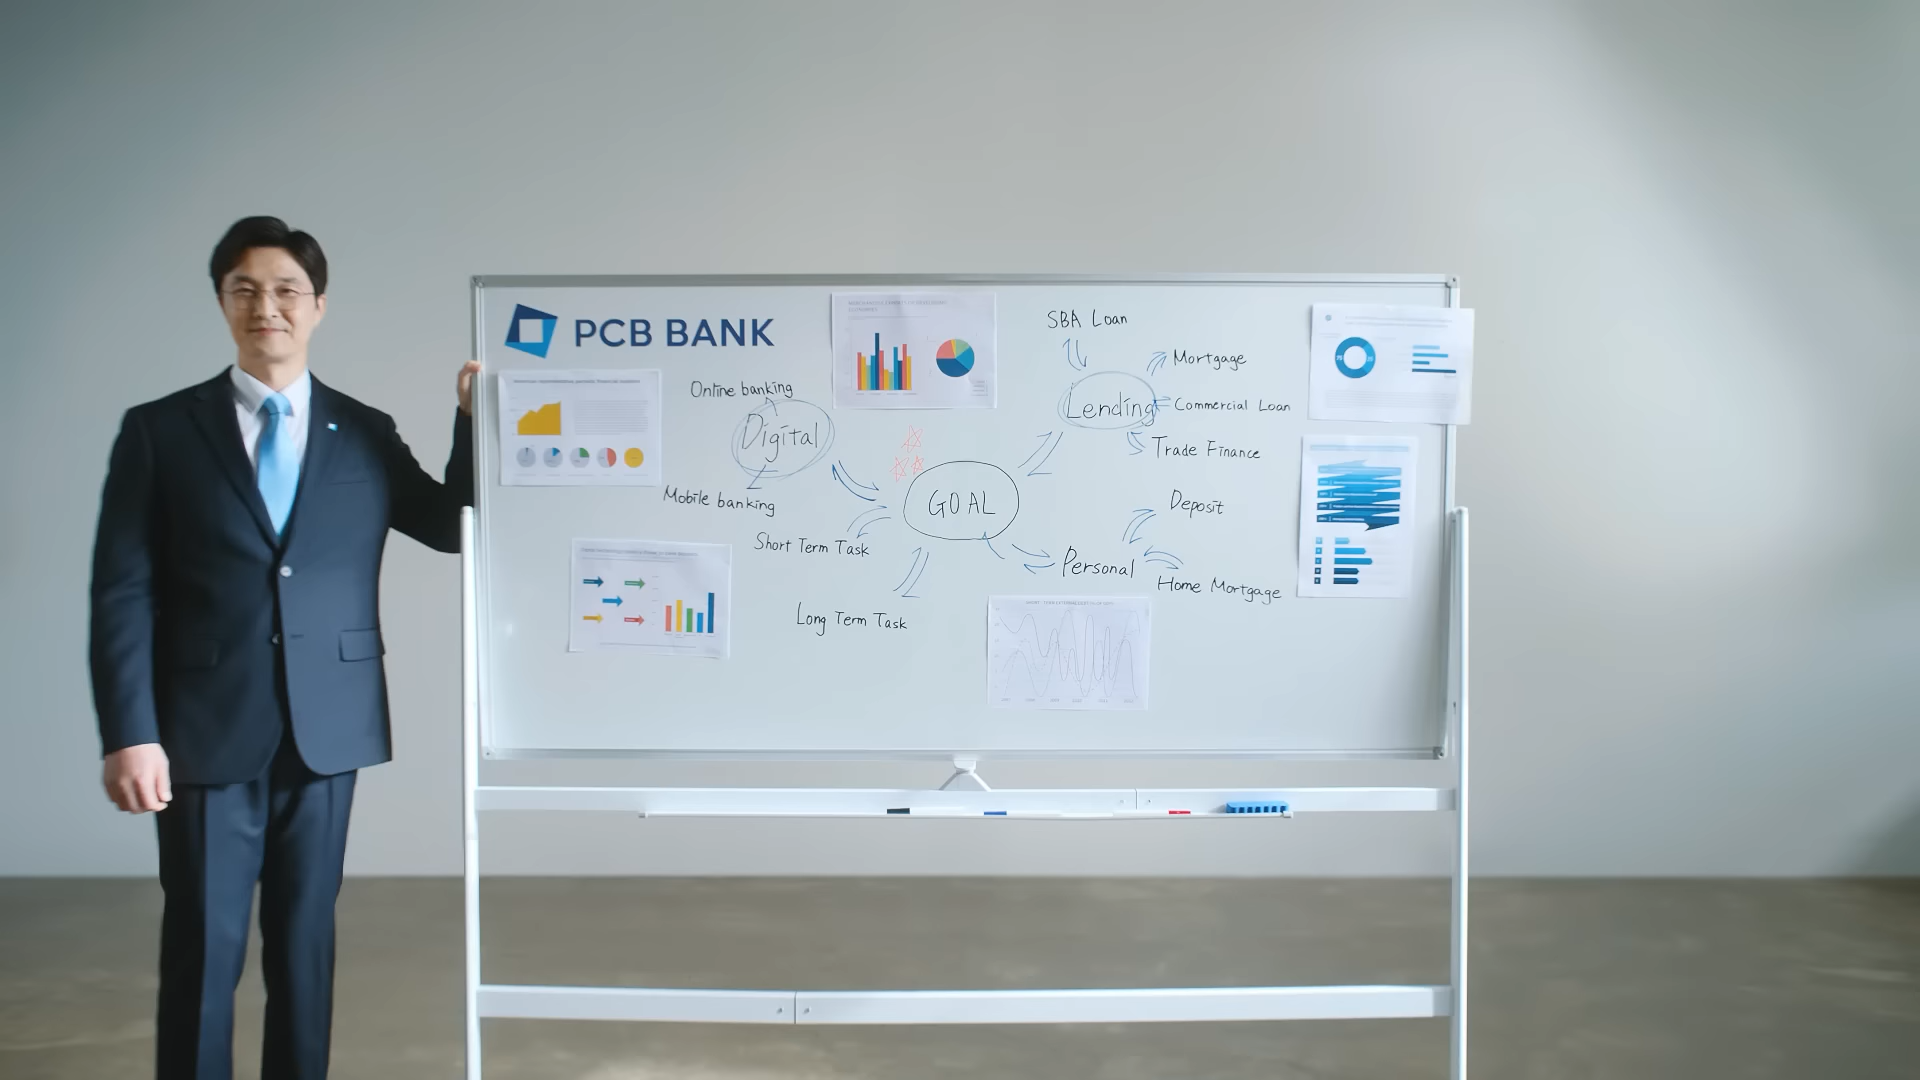 PCB BANK
Online banking
Digital
Mobile banking
SBA Loan
Mortgage
Lending
Commercial Loan
Trade Finance
GOAL
Short Term Task
Long Term Task
Deposit
Personal
Home Mortgage